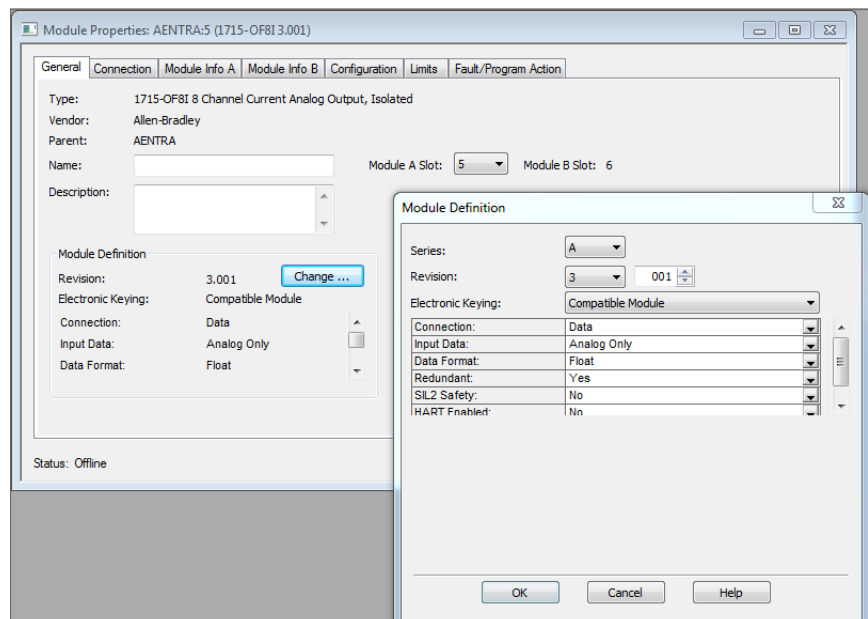 Module Properties: AENTRA:5 (1715-OF8I 3.001)
General Connection Module Info A Module Info B Configuration Limits Fault/Program Action
Type: 1715-OF8I 8 Channel Current Analog Output, Isolated
Vendor: Allen-Bradley
Parent: AENTRA
Name: Module A Slot: 5 Module B Slot: 6
Description:
Module Definition
Revision: 3.001 Change ...
Electronic Keying: Compatible Module
Connection: Data
Input Data: Analog Only
Data Format: Float
Status: Offline
Module Definition
Series: A
Revision: 3 001
Electronic Keying: Compatible Module
Connection: Data
Input Data: Analog Only
Data Format: Float
Redundant: Yes
SIL2 Safety: No
HART Enabled: No
OK Cancel Help